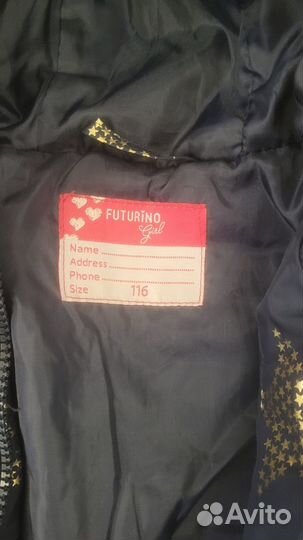 FUTURiNO
Girl
Name
Address
Phone
Size 116
Avito